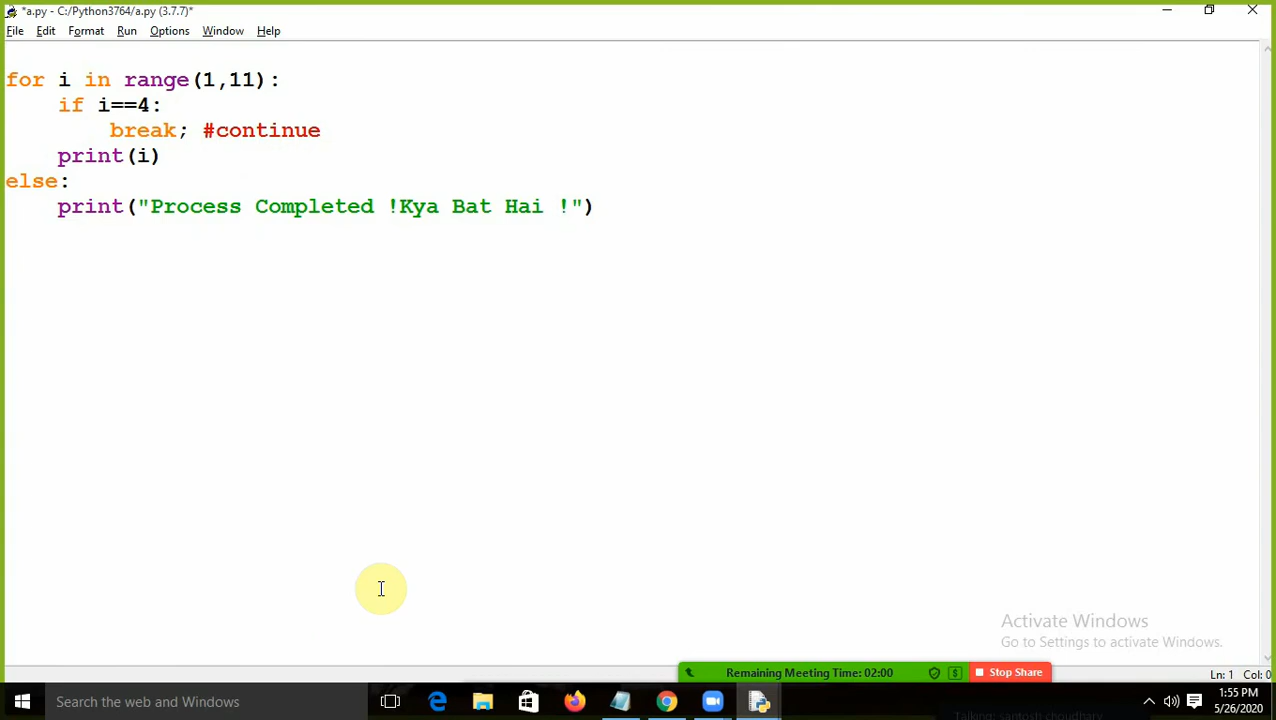 *a.py - C:/Python3764/a.py (3.7.7)*
File Edit Format Run Options Window Help
for i in range(1,11):
    if i==4:
        break; #continue
    print(i)
else:
    print("Process Completed !Kya Bat Hai !")
Activate Windows
Go to Settings to activate Windows.
Remaining Meeting Time: 02:00 Stop Share
Ln: 1 Col: 0
Search the web and Windows
1:55 PM
5/26/2020
Talking: santosh choudhary